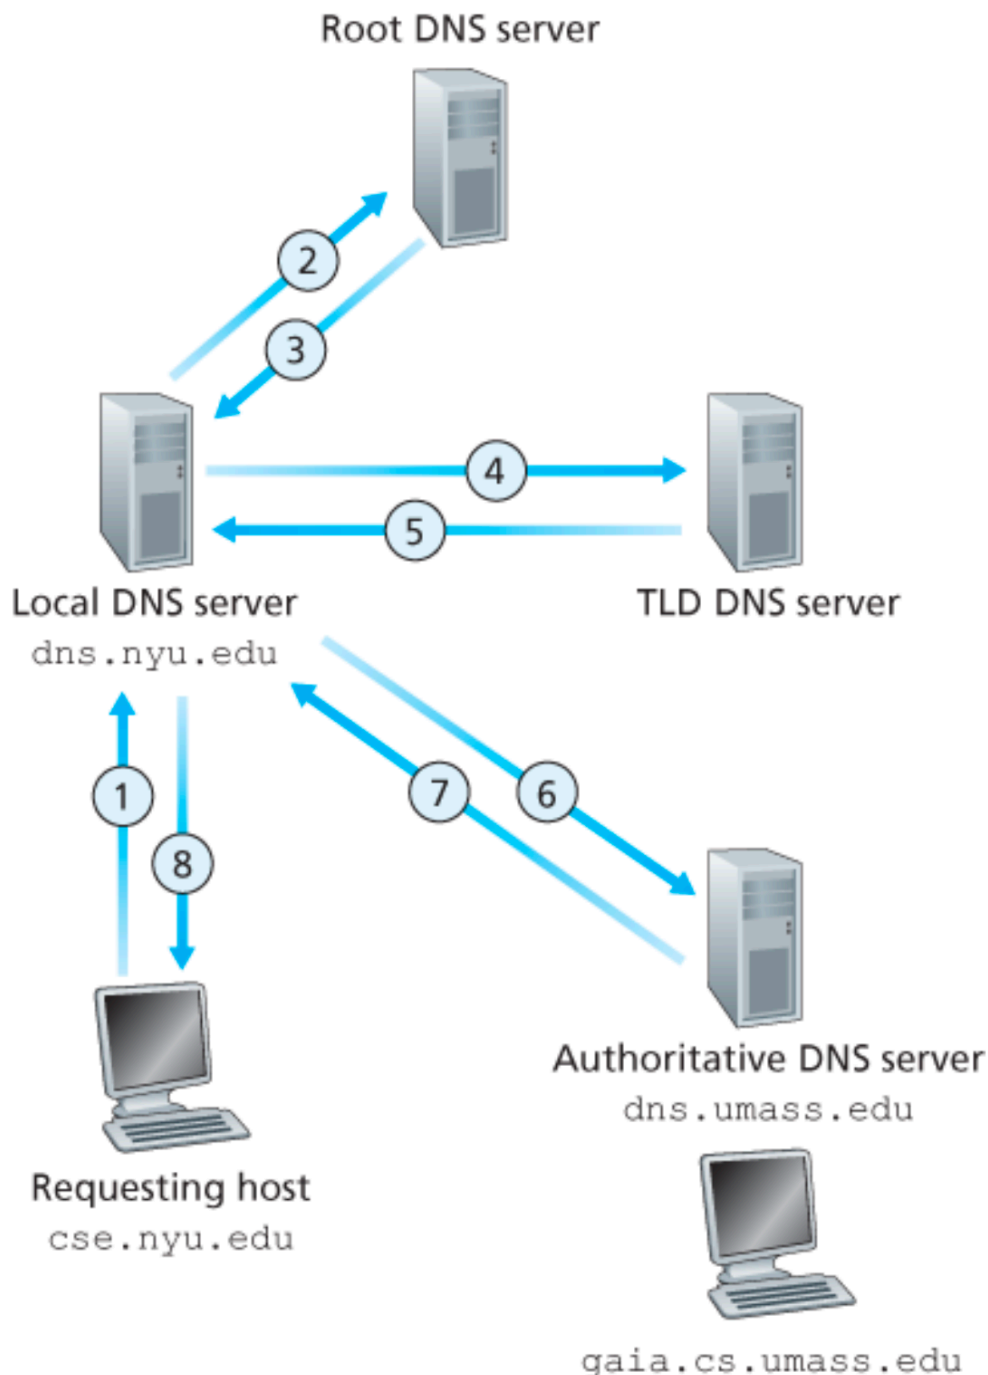 Root DNS server
2
3
4
5
Local DNS server
dns.nyu.edu
TLD DNS server
1
8
7
6
Authoritative DNS server
dns.umass.edu
Requesting host
cse.nyu.edu
gaia.cs.umass.edu